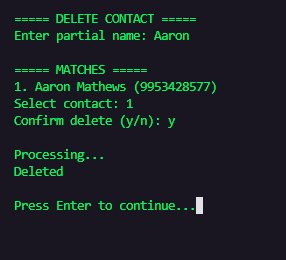 ===== DELETE CONTACT =====
Enter partial name: Aaron
===== MATCHES =====
1. Aaron Mathews (9953428577)
Select contact: 1
Confirm delete (y/n): y
Processing...
Deleted
Press Enter to continue...